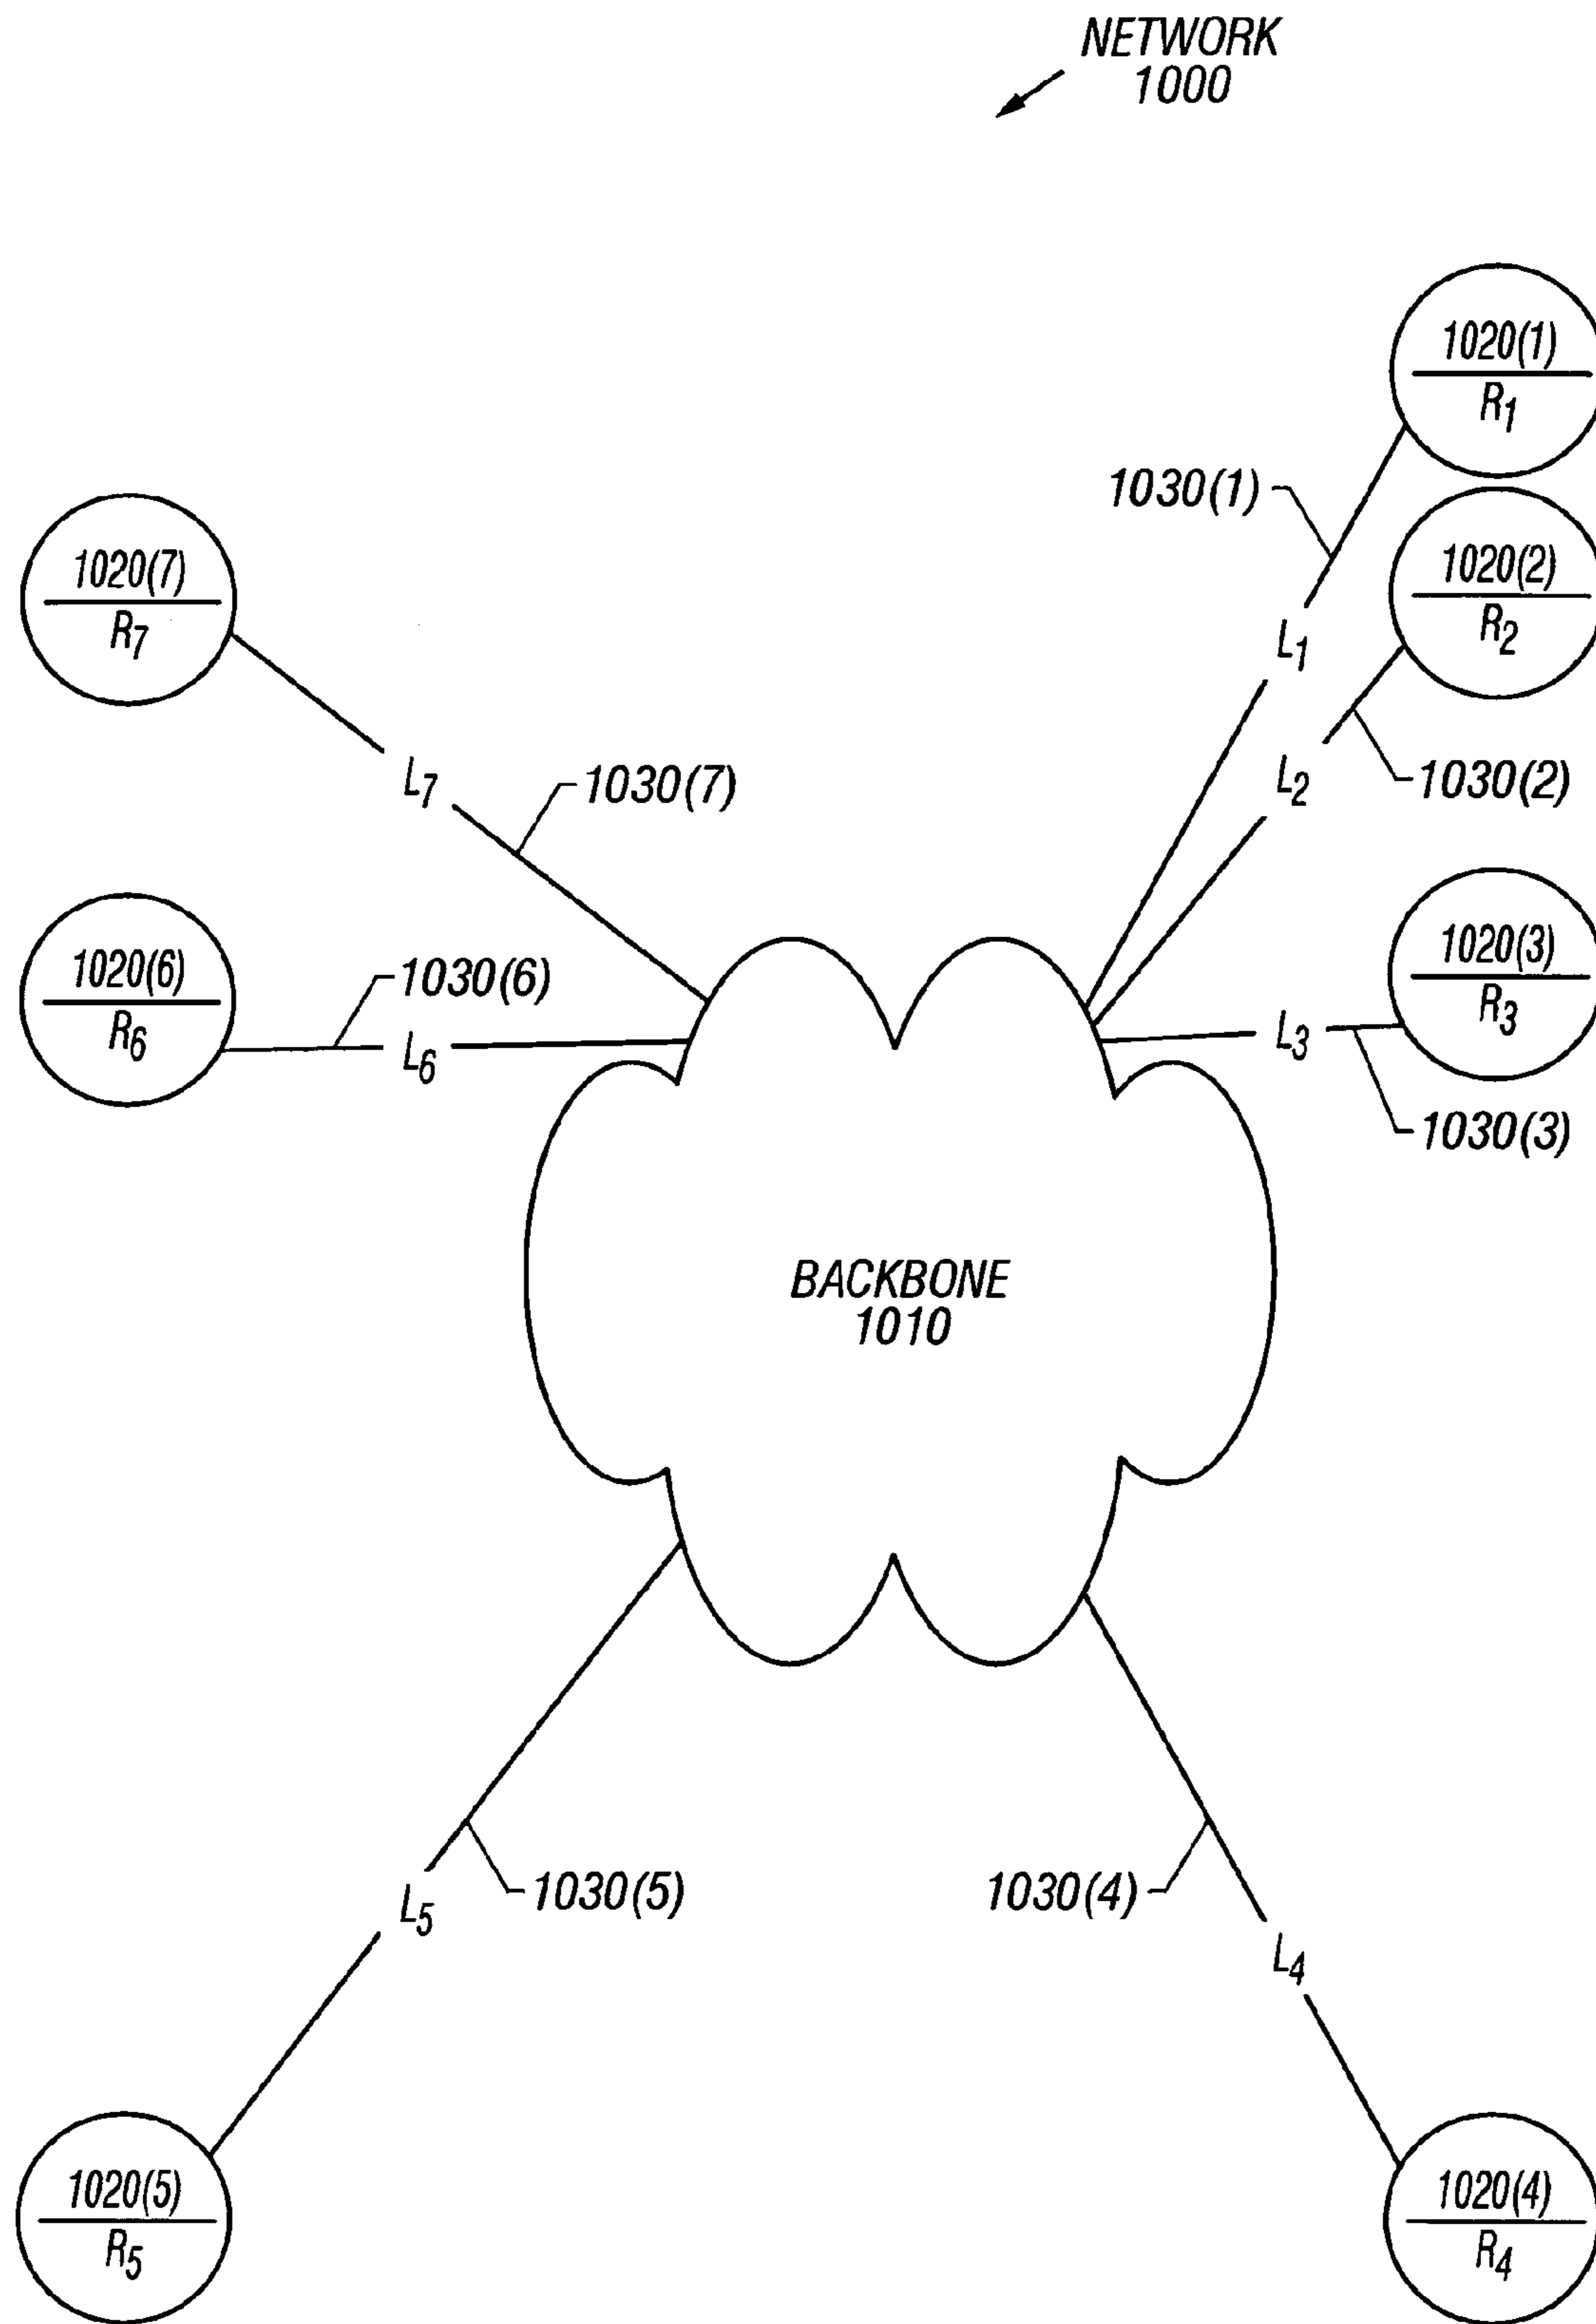 NETWORK
1000
1020(1)
R1
1030(1)
1020(7)
R7
1020(2)
R2
L1
L7
1030(7)
L2
1030(2)
1020(6)
R6
1030(6)
L6
1020(3)
R3
L3
1030(3)
BACKBONE
1010
1030(5)
L5
1030(4)
L4
1020(5)
R5
1020(4)
R4